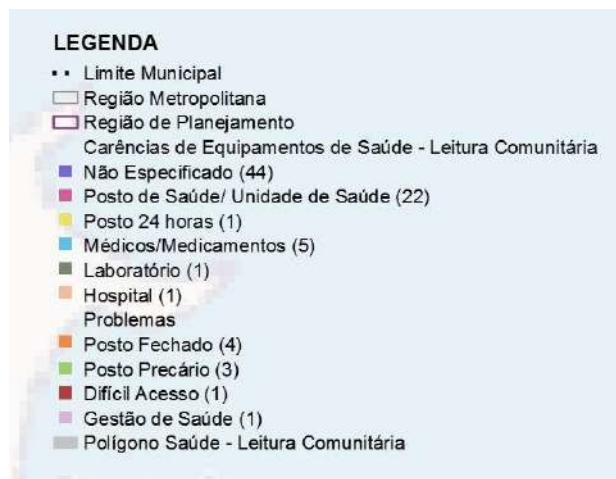 LEGENDA
Limite Municipal
Região Metropolitana
Região de Planejamento
Carências de Equipamentos de Saúde - Leitura Comunitária
Não Especificado (44)
Posto de Saúde/ Unidade de Saúde (22)
Posto 24 horas (1)
Médicos/Medicamentos (5)
Laboratório (1)
Hospital (1)
Problemas
Posto Fechado (4)
Posto Precário (3)
Difícil Acesso (1)
Gestão de Saúde (1)
Polígono Saúde - Leitura Comunitária